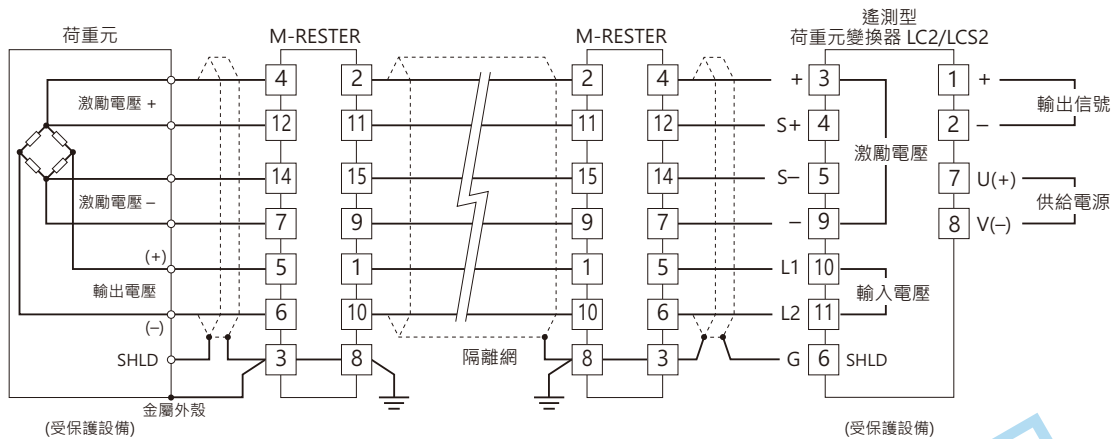 遙測型
荷重元 M-RESTER M-RESTER 荷重元變換器 LC2/LCS2
4 2 2 4 + 3 1 +
激勵電壓 + 輸出信號
12 11 11 12 S+ 4 2 –
激勵電壓
14 15 15 14 S– 5 7 U(+)
激勵電壓 – 供給電源
7 9 9 7 – 9 8 V(–)
(+) 5 1 1 5 L1 10
輸出電壓 輸入電壓
(–) 6 10 10 6 L2 11
SHLD 3 8 隔離網 8 3 G 6 SHLD
金屬外殼
(受保護設備) (受保護設備)